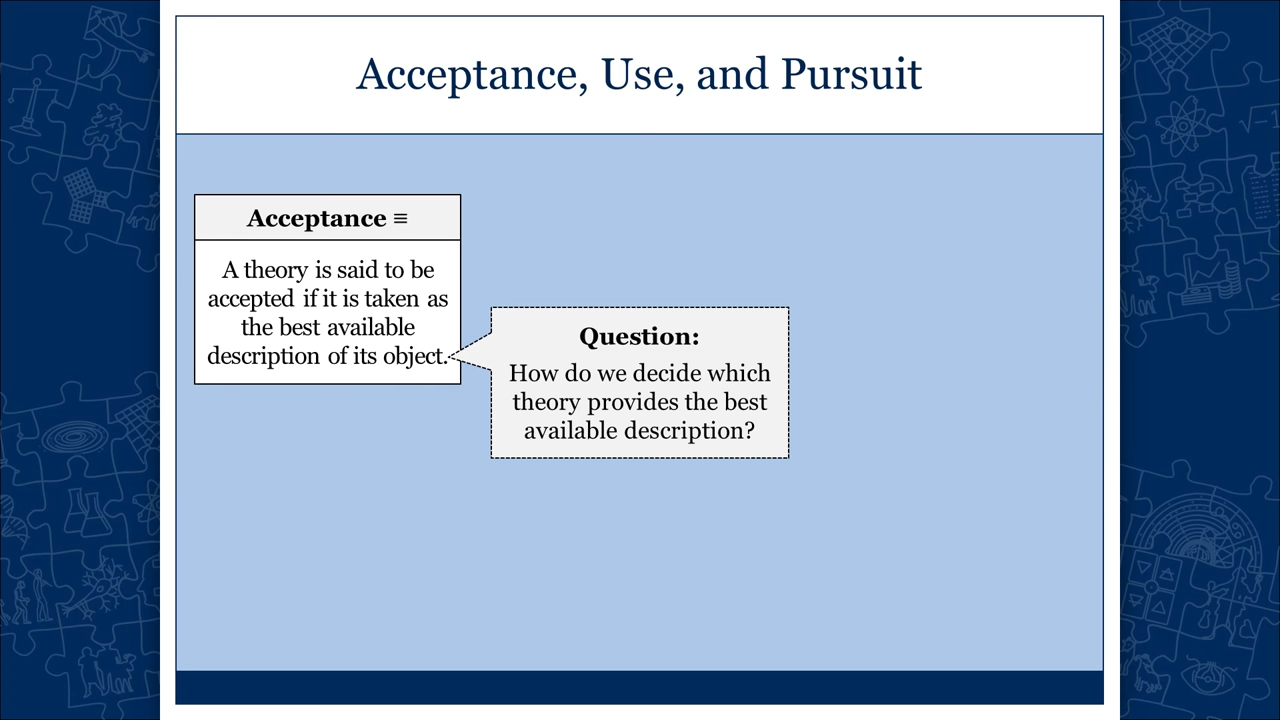 Acceptance, Use, and Pursuit
Acceptance ≡
A theory is said to be
accepted if it is taken as
the best available
description of its object.
Question:
How do we decide which
theory provides the best
available description?
√-1